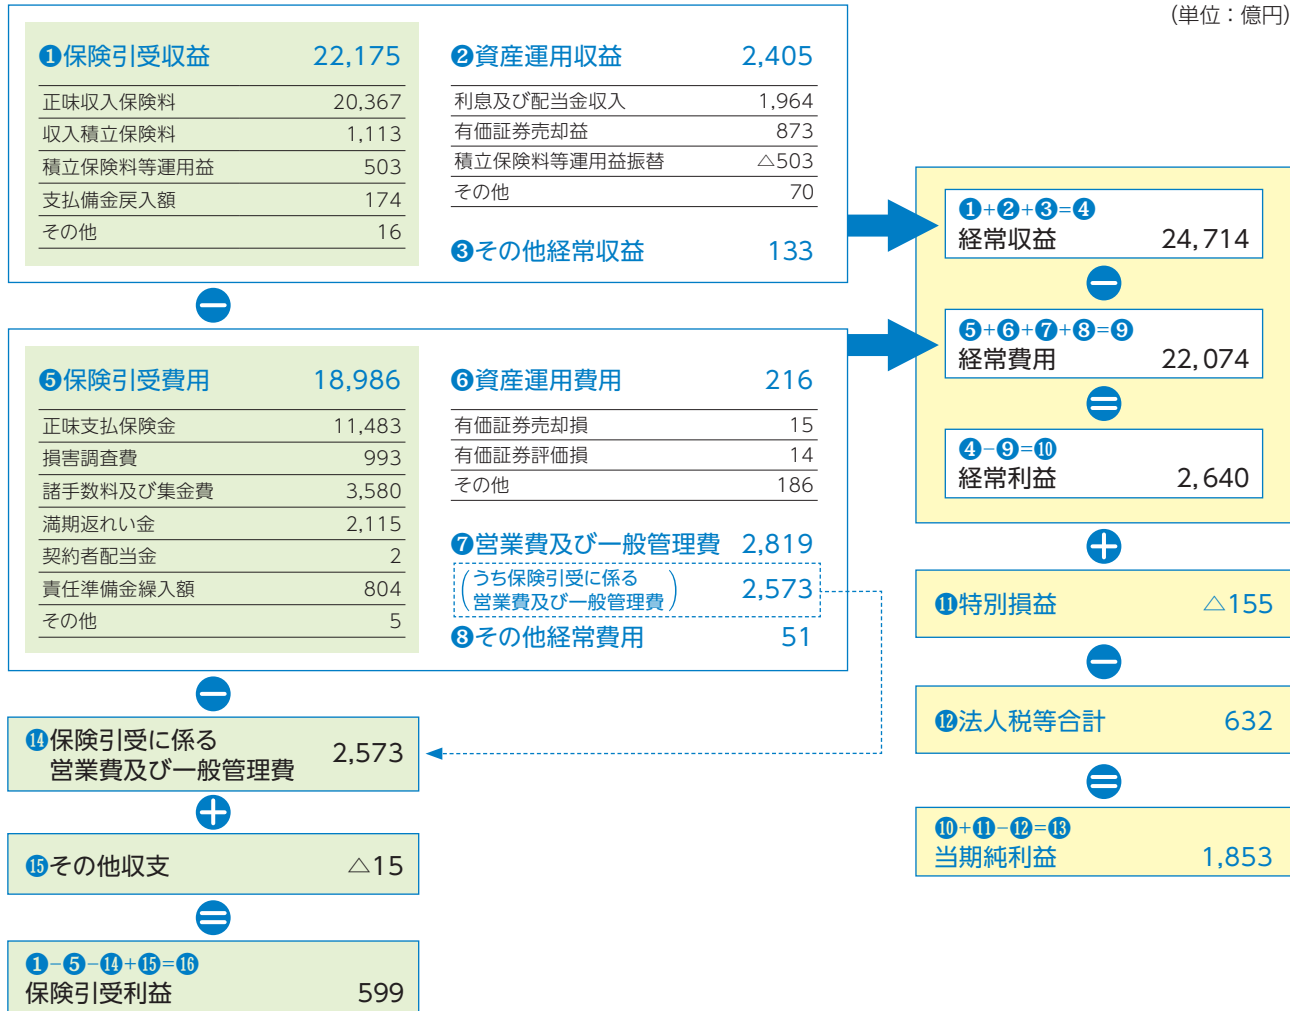 (単位：億円)
❶保険引受収益 22,175
正味収入保険料 20,367
収入積立保険料 1,113
積立保険料等運用益 503
支払備金戻入額 174
その他 16
❷資産運用収益 2,405
利息及び配当金収入 1,964
有価証券売却益 873
積立保険料等運用益振替 △503
その他 70
❸その他経常収益 133
❶+❷+❸=❹
経常収益 24,714
❺+❻+❼+❽=❾
経常費用 22,074
❹−❾=❿
経常利益 2,640
❺保険引受費用 18,986
正味支払保険金 11,483
損害調査費 993
諸手数料及び集金費 3,580
満期返れい金 2,115
契約者配当金 2
責任準備金繰入額 804
その他 5
❻資産運用費用 216
有価証券売却損 15
有価証券評価損 14
その他 186
❼営業費及び一般管理費 2,819
(うち保険引受に係る
営業費及び一般管理費) 2,573
❽その他経常費用 51
⓫特別損益 △155
⓬法人税等合計 632
❿+⓫−⓬=⓭
当期純利益 1,853
⓮保険引受に係る
営業費及び一般管理費 2,573
⓯その他収支 △15
❶−❺−⓮+⓯=⓰
保険引受利益 599